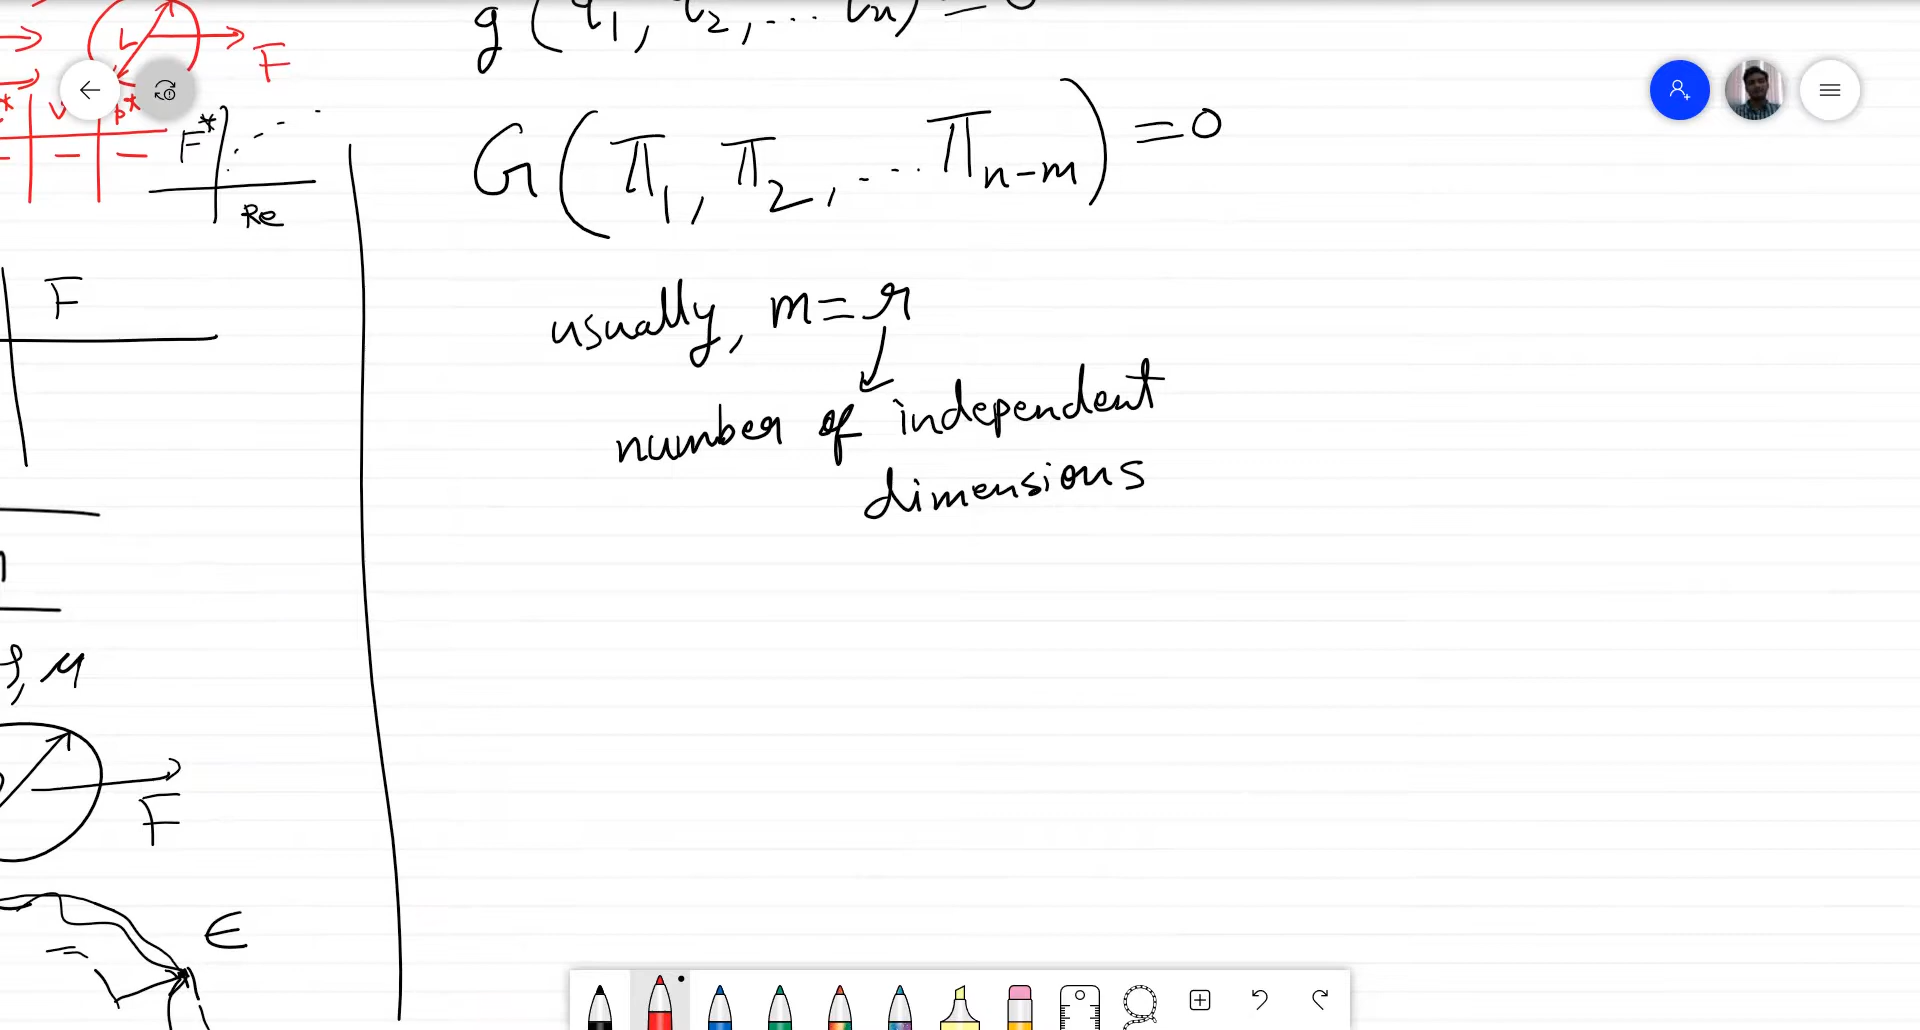 g(q1, q2, ... qn) = 0
G(π1, π2, ... πn-m) = 0
usually, m = r
number of independent
dimensions
L
F
V
F*
Re
F
ρ, μ
F
ϵ